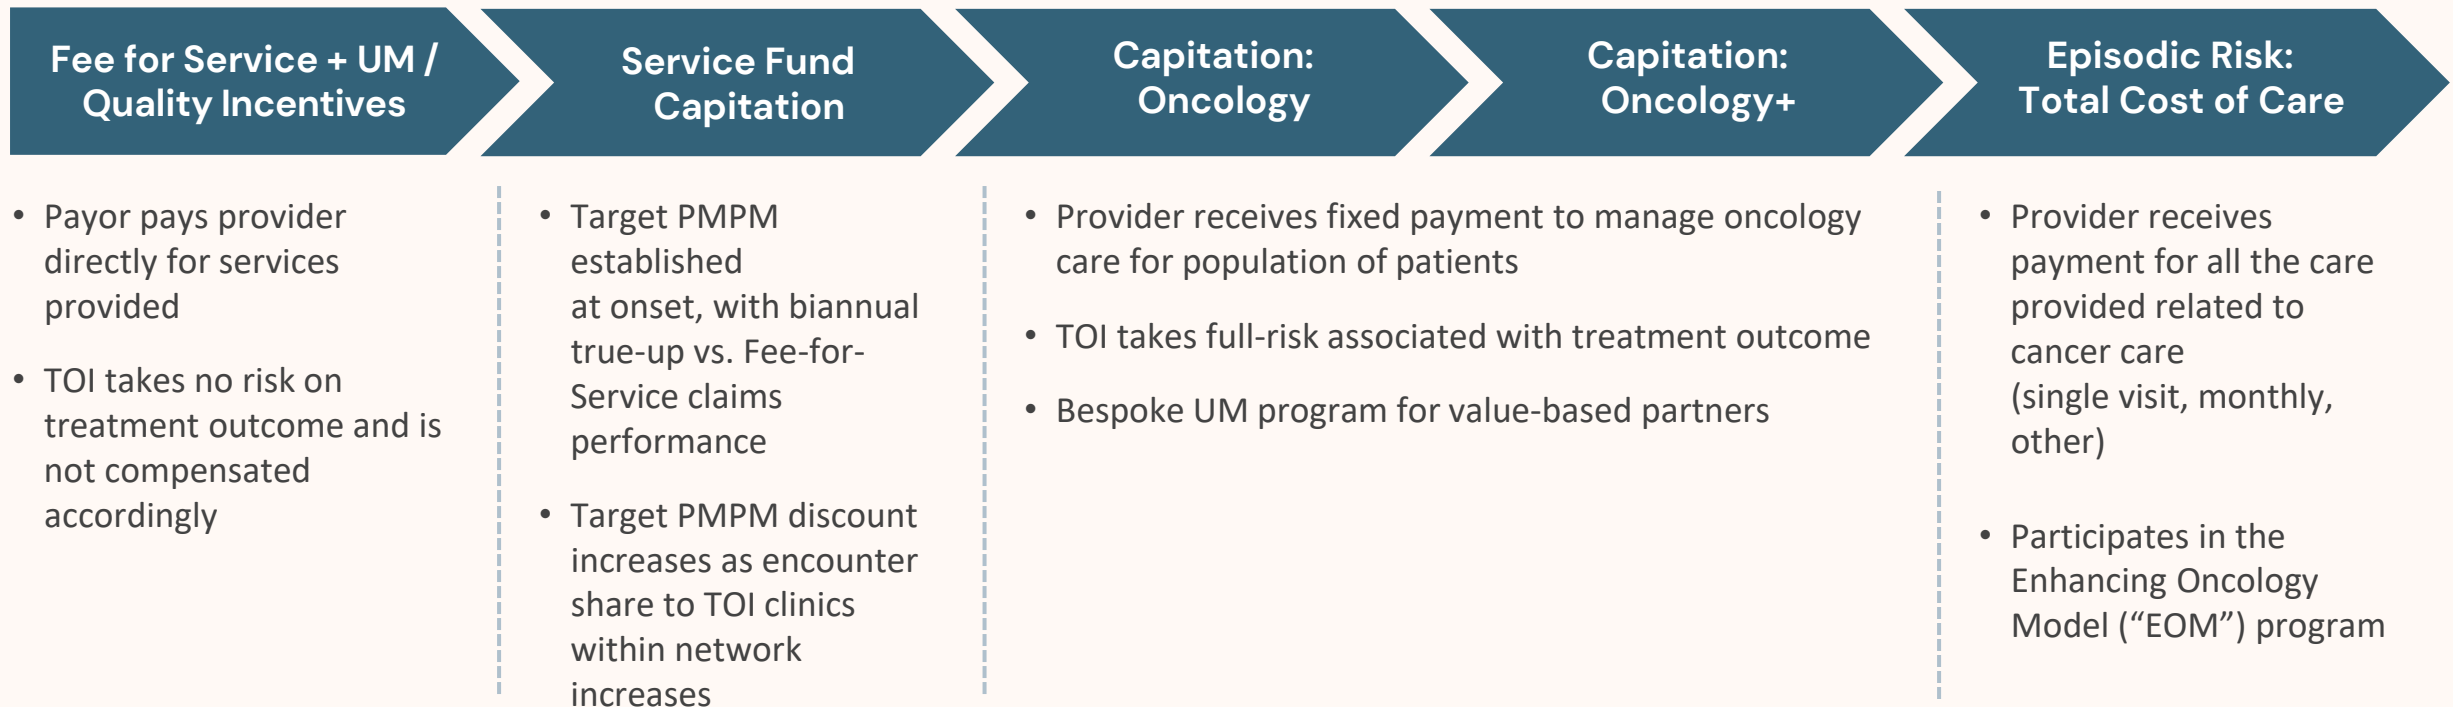 Fee for Service + UM /
Quality Incentives
Service Fund
Capitation
Capitation:
Oncology
Capitation:
Oncology+
Episodic Risk:
Total Cost of Care
• Payor pays provider
directly for services
provided
• TOI takes no risk on
treatment outcome and is
not compensated
accordingly
• Target PMPM
established
at onset, with biannual
true-up vs. Fee-for-
Service claims
performance
• Target PMPM discount
increases as encounter
share to TOI clinics
within network
increases
• Provider receives fixed payment to manage oncology
care for population of patients
• TOI takes full-risk associated with treatment outcome
• Bespoke UM program for value-based partners
• Provider receives
payment for all the care
provided related to
cancer care
(single visit, monthly,
other)
• Participates in the
Enhancing Oncology
Model (“EOM”) program